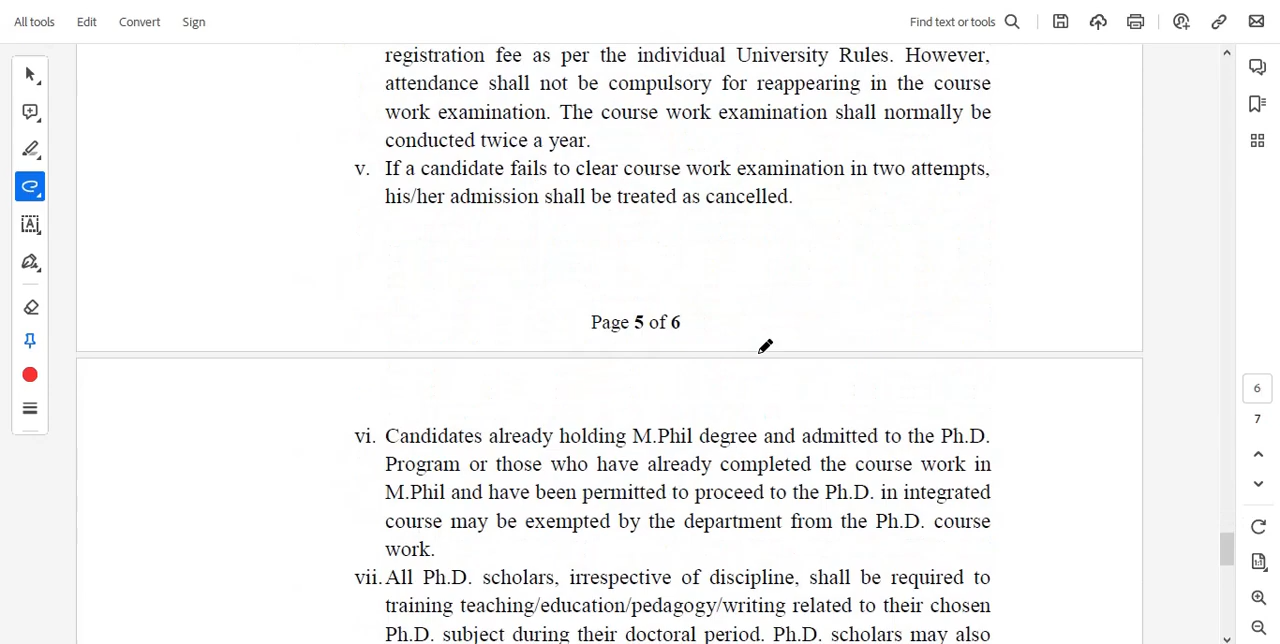 All tools Edit Convert Sign Find text or tools
registration fee as per the individual University Rules. However,
attendance shall not be compulsory for reappearing in the course
work examination. The course work examination shall normally be
conducted twice a year.
v. If a candidate fails to clear course work examination in two attempts,
his/her admission shall be treated as cancelled.
Page 5 of 6
6
7
vi. Candidates already holding M.Phil degree and admitted to the Ph.D.
Program or those who have already completed the course work in
M.Phil and have been permitted to proceed to the Ph.D. in integrated
course may be exempted by the department from the Ph.D. course
work.
vii. All Ph.D. scholars, irrespective of discipline, shall be required to
training teaching/education/pedagogy/writing related to their chosen
Ph.D. subject during their doctoral period. Ph.D. scholars may also